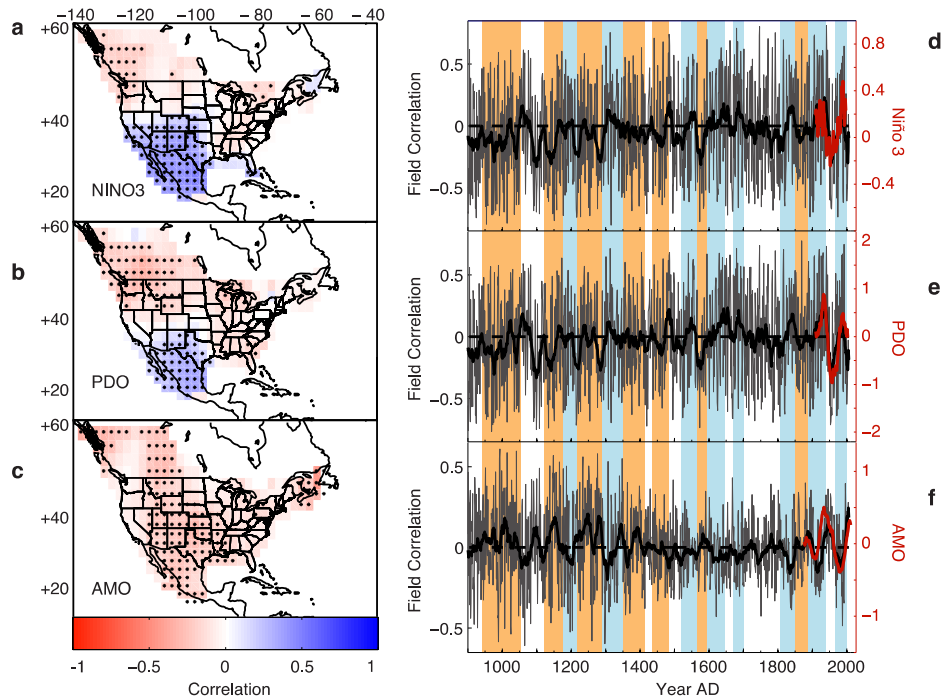 a
−140
−120
−100
−80
−60
−40
+60
+40
+20
NINO3
b
+60
+40
+20
PDO
c
+60
+40
+20
AMO
-1
−0.5
0
0.5
1
Correlation
d
Field Correlation
0.5
0
−0.5
0.8
0.4
0
−0.4
Niño 3
e
Field Correlation
0.5
0
−0.5
2
1
0
−1
−2
PDO
f
Field Correlation
0.5
0
−0.5
1
0
−1
AMO
1000
1200
1400
1600
1800
2000
Year AD